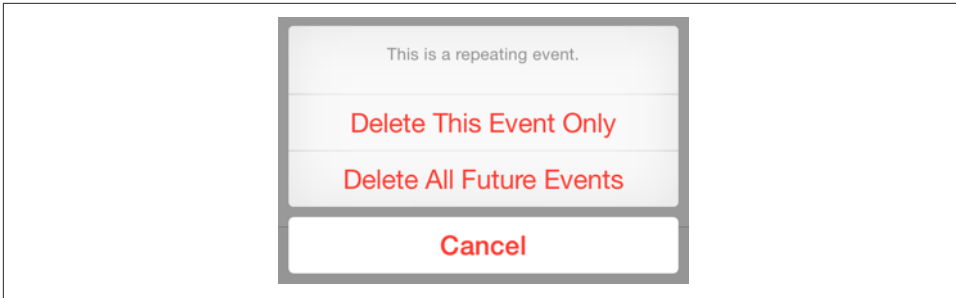 This is a repeating event.
Delete This Event Only
Delete All Future Events
Cancel